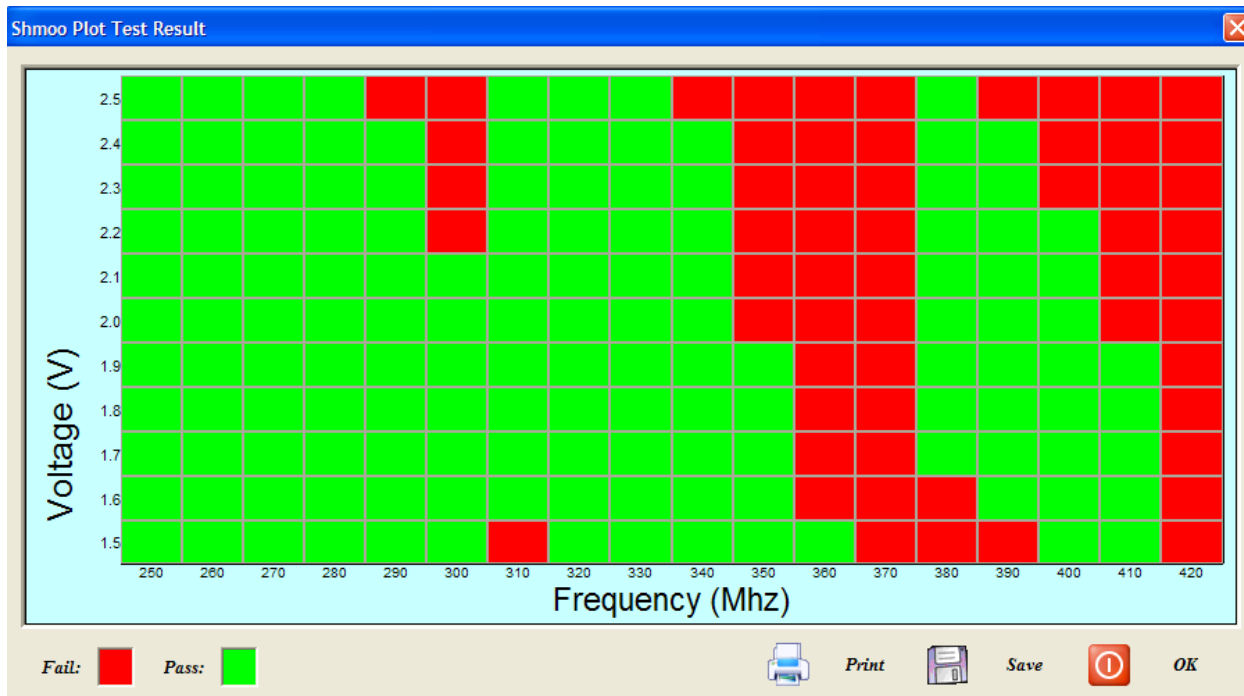 Shmoo Plot Test Result
2.5
2.4
2.3
2.2
2.1
2.0
1.9
1.8
1.7
1.6
1.5
Voltage (V)
250 260 270 280 290 300 310 320 330 340 350 360 370 380 390 400 410 420
Frequency (Mhz)
Fail: Pass: Print Save OK